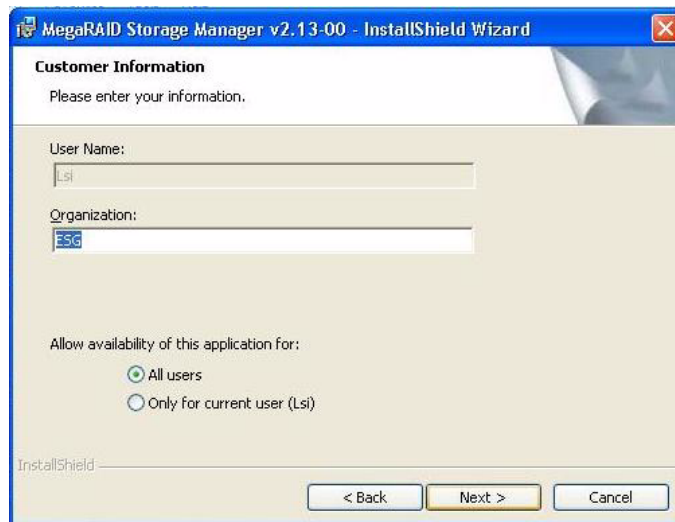 MegaRAID Storage Manager v2.13-00 - InstallShield Wizard
Customer Information
Please enter your information.
User Name:
Lsi
Organization:
ESG
Allow availability of this application for:
All users
Only for current user (Lsi)
InstallShield
< Back
Next >
Cancel